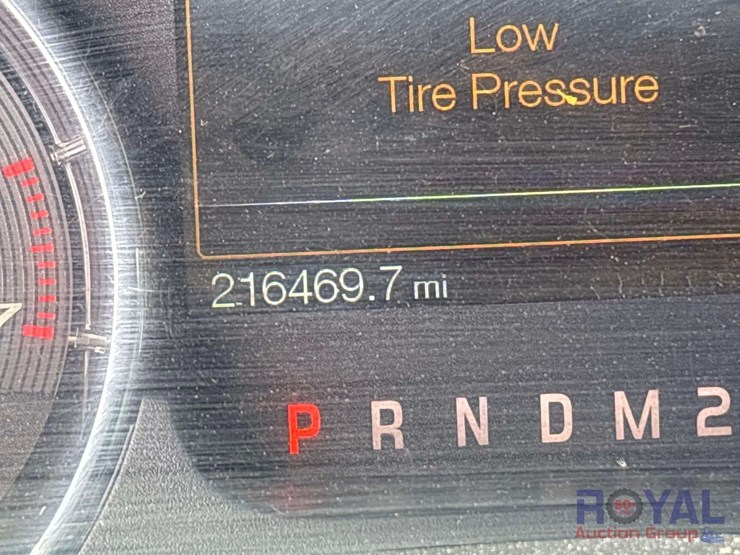 Low
Tire Pressure
216469.7 mi
P R N D M 2
ROYAL
Auction Group